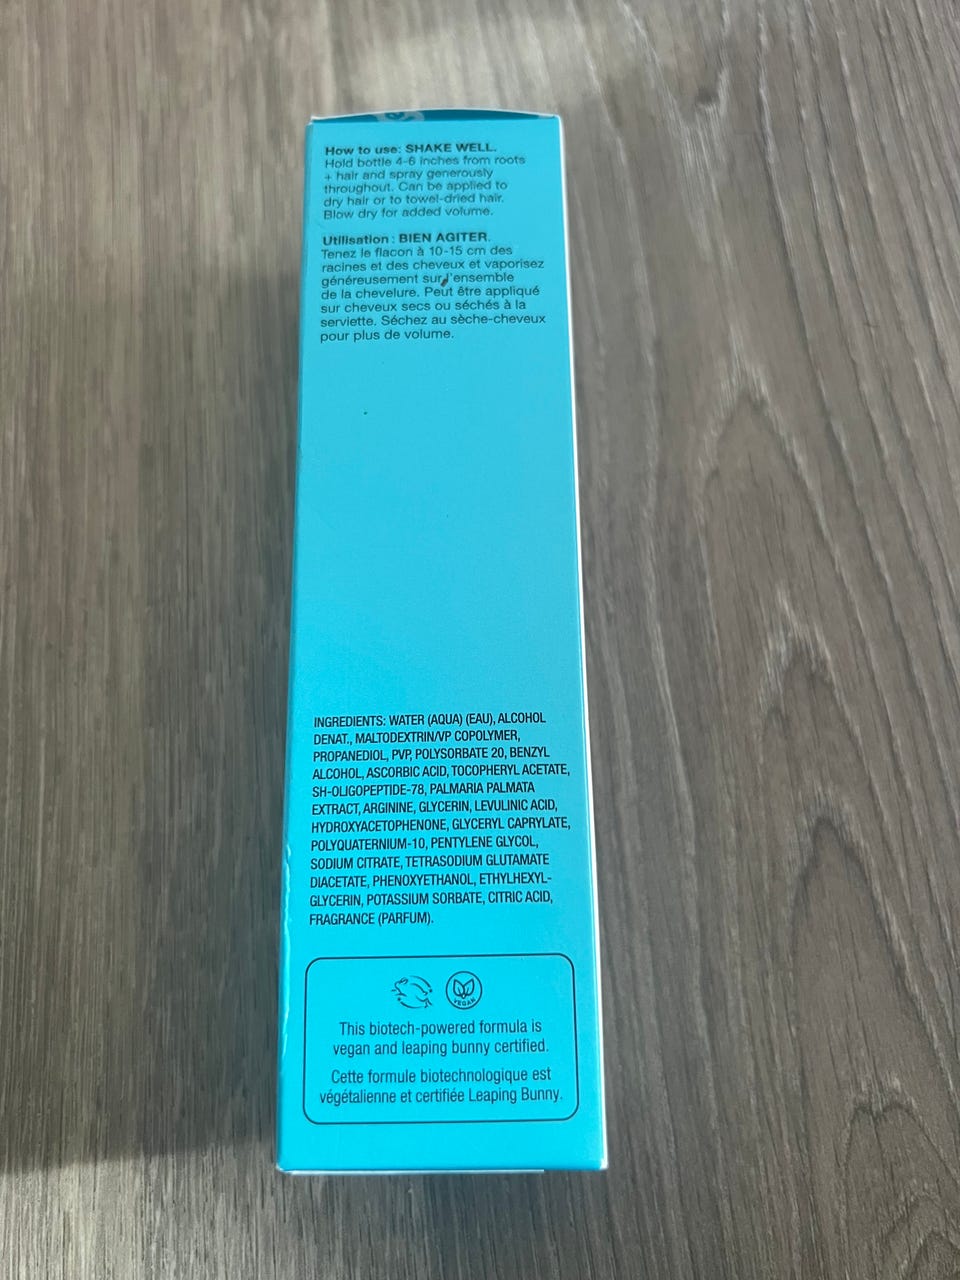 How to use: SHAKE WELL.
Hold bottle 4-6 inches from roots
+ hair and spray generously
throughout. Can be applied to
dry hair or to towel-dried hair.
Blow dry for added volume.
Utilisation : BIEN AGITER.
Tenez le flacon à 10-15 cm des
racines et des cheveux et vaporisez
généreusement sur l'ensemble
de la chevelure. Peut être appliqué
sur cheveux secs ou séchés à la
serviette. Séchez au sèche-cheveux
pour plus de volume.
INGREDIENTS: WATER (AQUA) (EAU), ALCOHOL
DENAT., MALTODEXTRIN/VP COPOLYMER,
PROPANEDIOL, PVP, POLYSORBATE 20, BENZYL
ALCOHOL, ASCORBIC ACID, TOCOPHERYL ACETATE,
SH-OLIGOPEPTIDE-78, PALMARIA PALMATA
EXTRACT, ARGININE, GLYCERIN, LEVULINIC ACID,
HYDROXYACETOPHENONE, GLYCERYL CAPRYLATE,
POLYQUATERNIUM-10, PENTYLENE GLYCOL,
SODIUM CITRATE, TETRASODIUM GLUTAMATE
DIACETATE, PHENOXYETHANOL, ETHYLHEXYL-
GLYCERIN, POTASSIUM SORBATE, CITRIC ACID,
FRAGRANCE (PARFUM).
VEGAN
This biotech-powered formula is
vegan and leaping bunny certified.
Cette formule biotechnologique est
végétalienne et certifiée Leaping Bunny.